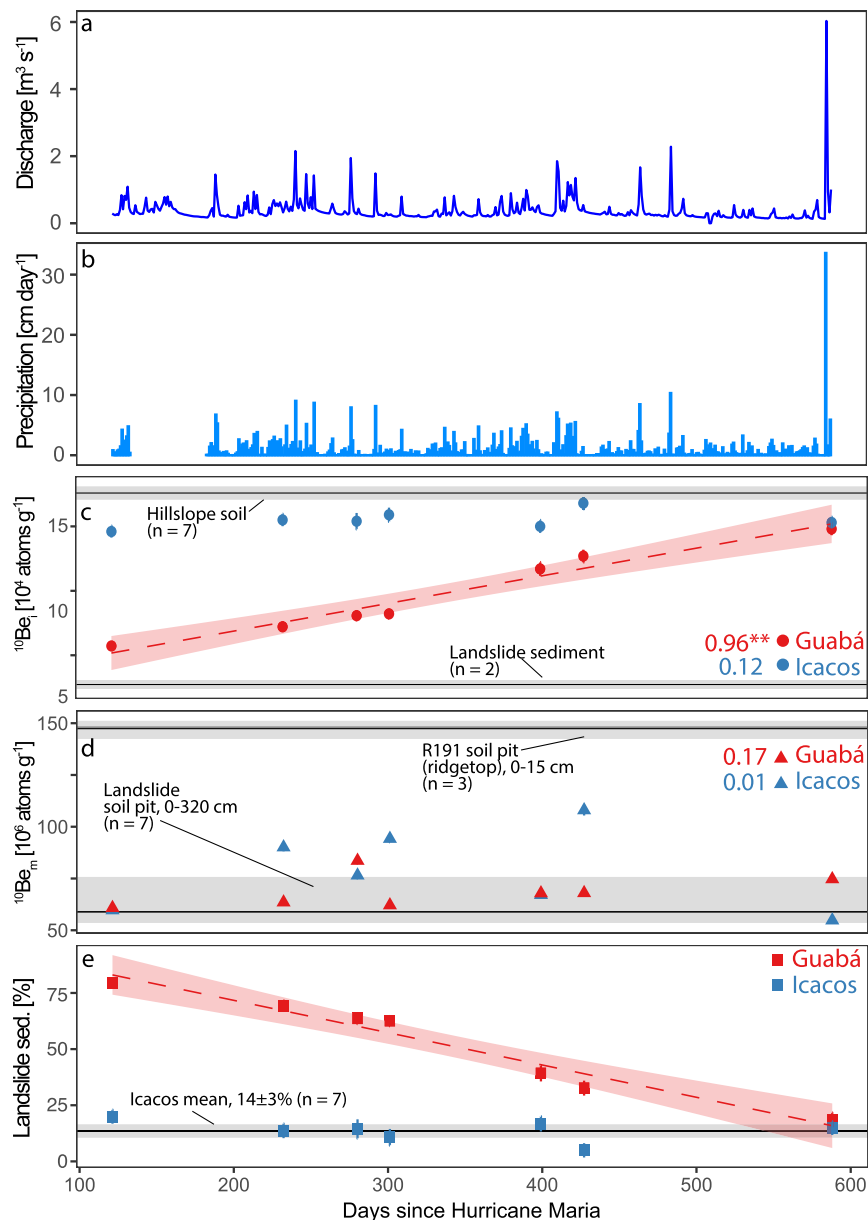 a
Discharge [m³ s⁻¹]
6
4
2
0
b
Precipitation [cm day⁻¹]
30
20
10
0
c
¹⁰Beᵢ [10⁴ atoms g⁻¹]
15
10
5
Hillslope soil
(n = 7)
Landslide sediment
(n = 2)
0.96** Guabá
0.12 Icacos
d
¹⁰Beₘ [10⁶ atoms g⁻¹]
150
100
50
R191 soil pit
(ridgetop), 0-15 cm
(n = 3)
Landslide
soil pit, 0-320 cm
(n = 7)
0.17 Guabá
0.01 Icacos
e
Landslide sed. [%]
75
50
25
0
Guabá
Icacos
Icacos mean, 14±3% (n = 7)
100 200 300 400 500 600
Days since Hurricane Maria